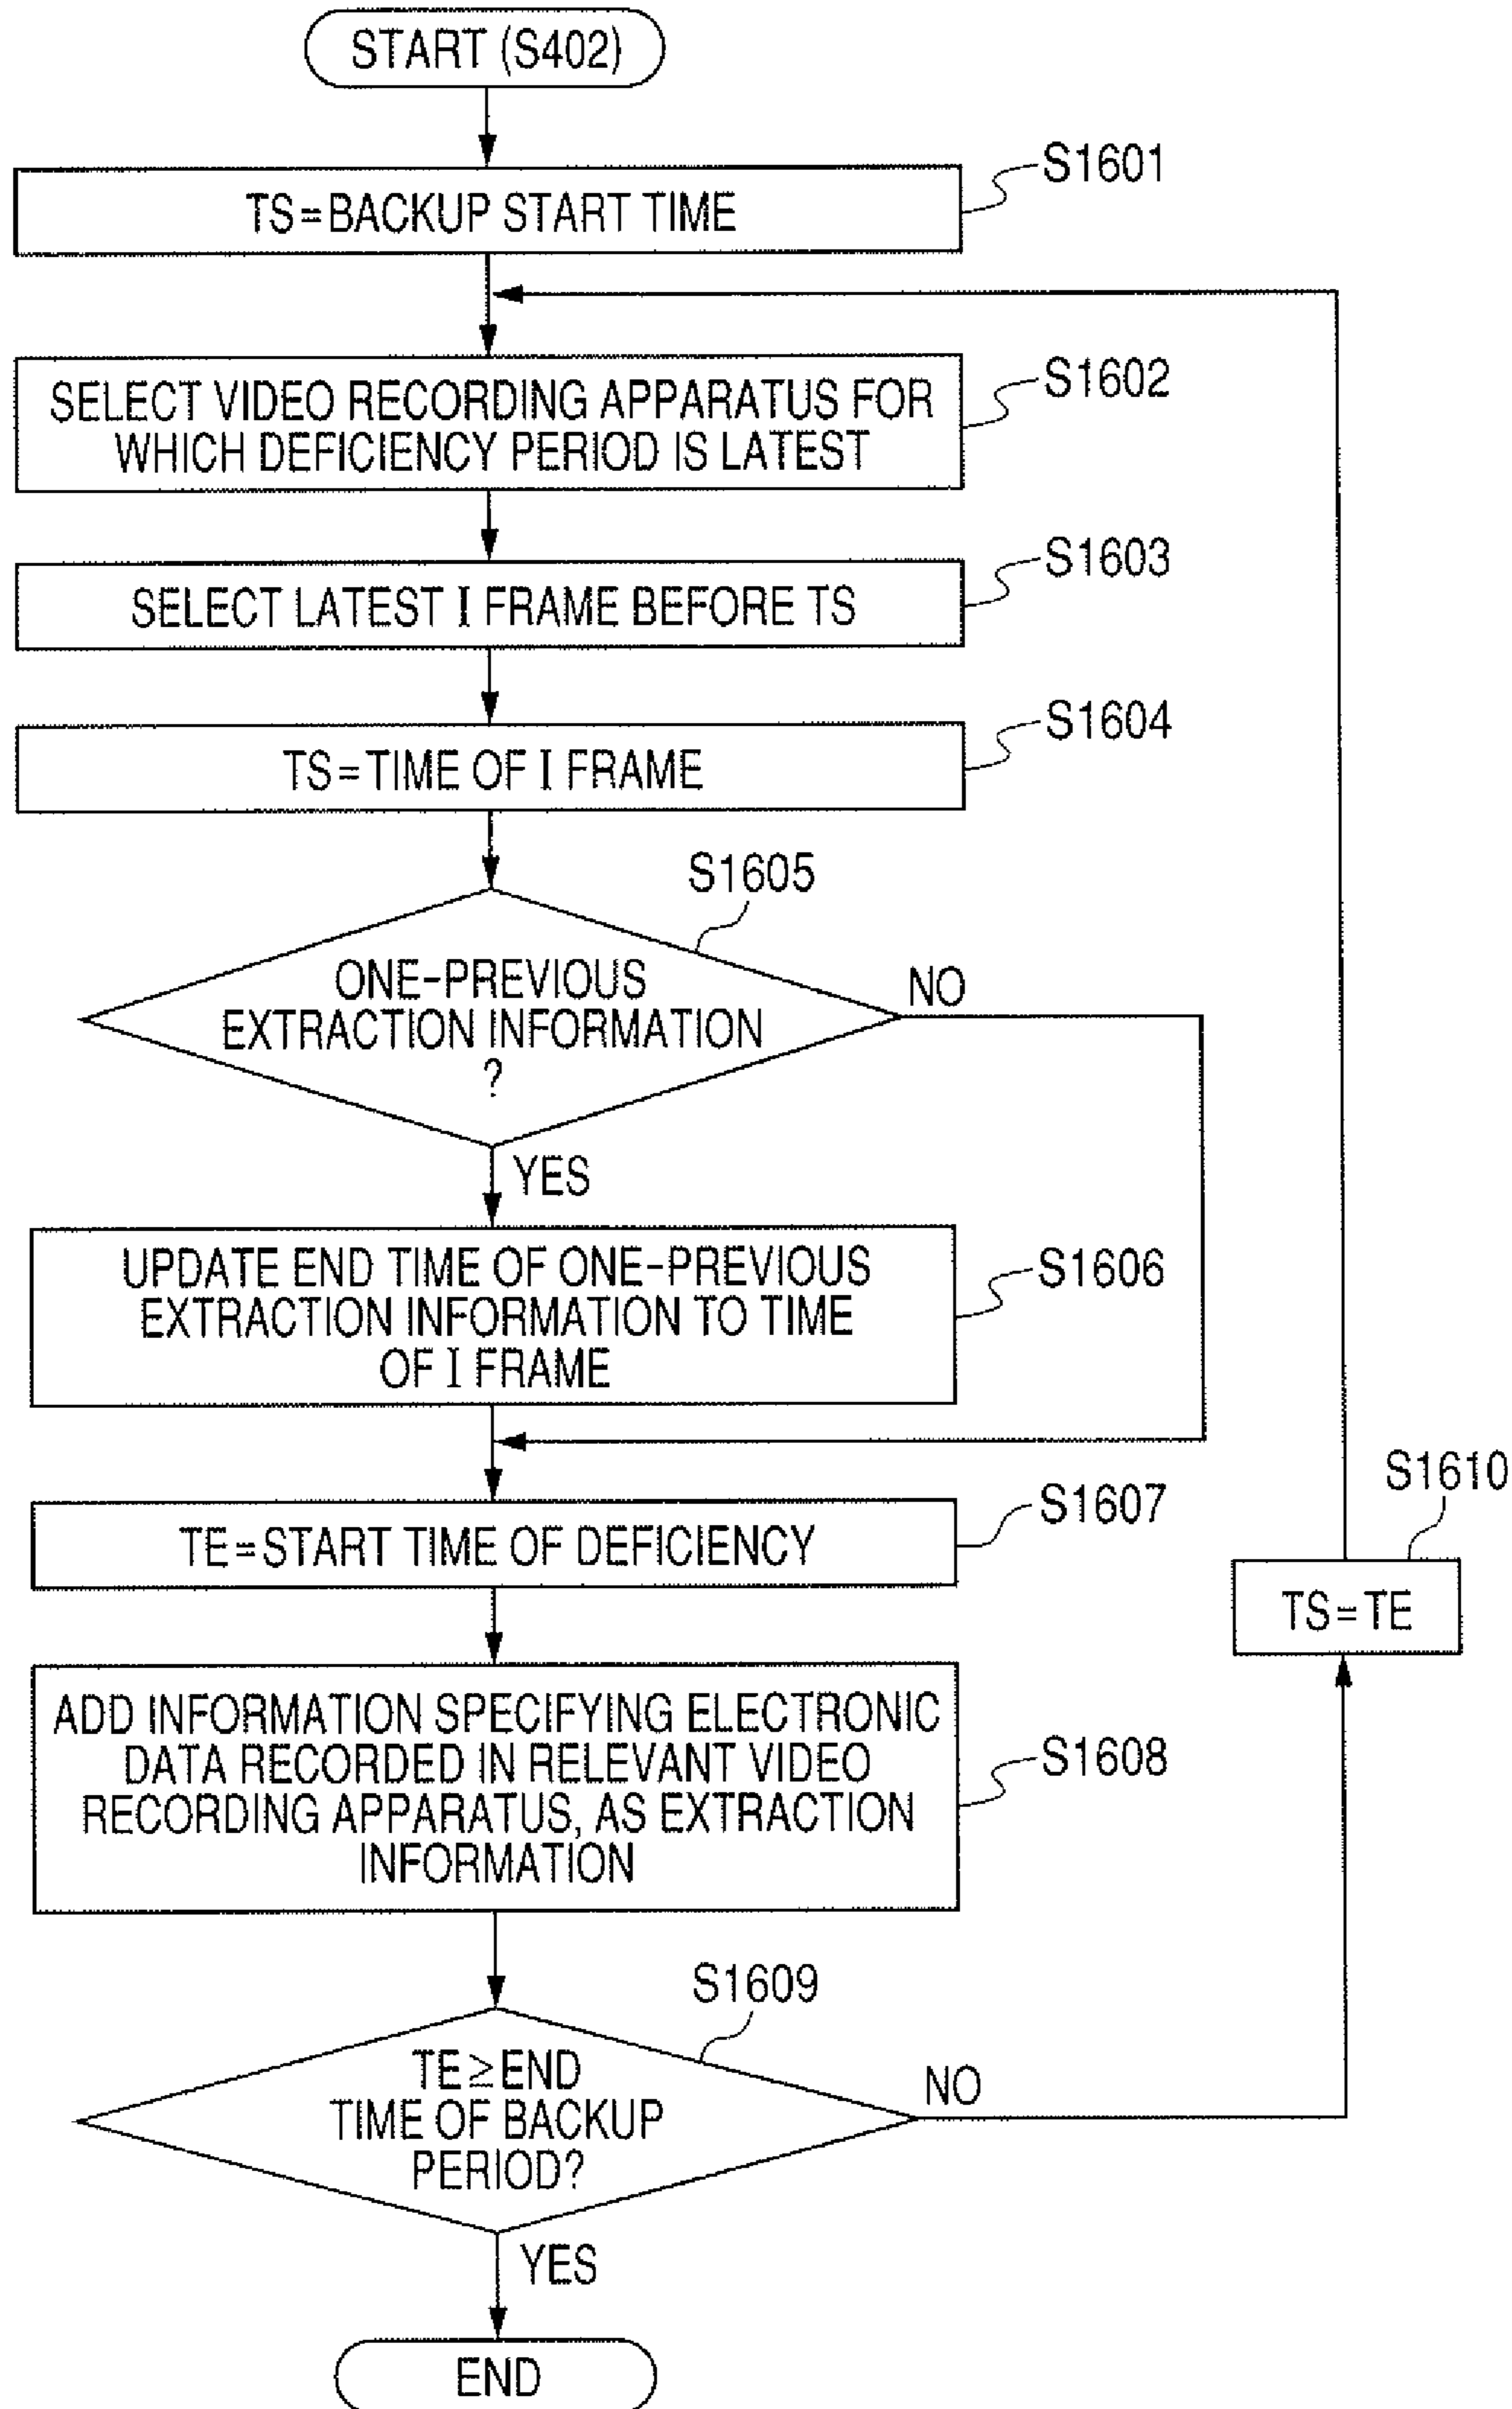 START (S402)
S1601
TS=BACKUP START TIME
S1602
SELECT VIDEO RECORDING APPARATUS FOR
WHICH DEFICIENCY PERIOD IS LATEST
S1603
SELECT LATEST I FRAME BEFORE TS
S1604
TS=TIME OF I FRAME
S1605
ONE-PREVIOUS
EXTRACTION INFORMATION
?
NO
YES
UPDATE END TIME OF ONE-PREVIOUS
EXTRACTION INFORMATION TO TIME
OF I FRAME
S1606
S1607
TE=START TIME OF DEFICIENCY
S1610
TS=TE
ADD INFORMATION SPECIFYING ELECTRONIC
DATA RECORDED IN RELEVANT VIDEO
RECORDING APPARATUS, AS EXTRACTION
INFORMATION
S1608
S1609
TE≥END
TIME OF BACKUP
PERIOD?
NO
YES
END